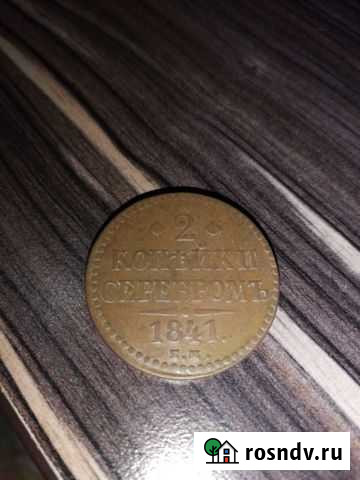 2
КОПѢЙКИ
СЕРЕБРОМЪ
1841.
rosndv.ru